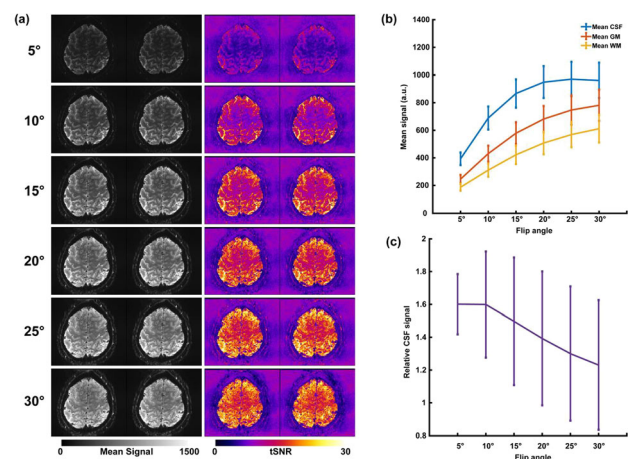 (a)
5°
10°
15°
20°
25°
30°
0 Mean Signal 1500
0 tSNR 30
(b)
Mean CSF
Mean GM
Mean WM
Mean signal (a.u.)
1400
1200
1000
800
600
400
200
0
5° 10° 15° 20° 25° 30°
Flip angle
(c)
Relative CSF signal
2
1.8
1.6
1.4
1.2
1
0.8
5° 10° 15° 20° 25° 30°
Flip angle